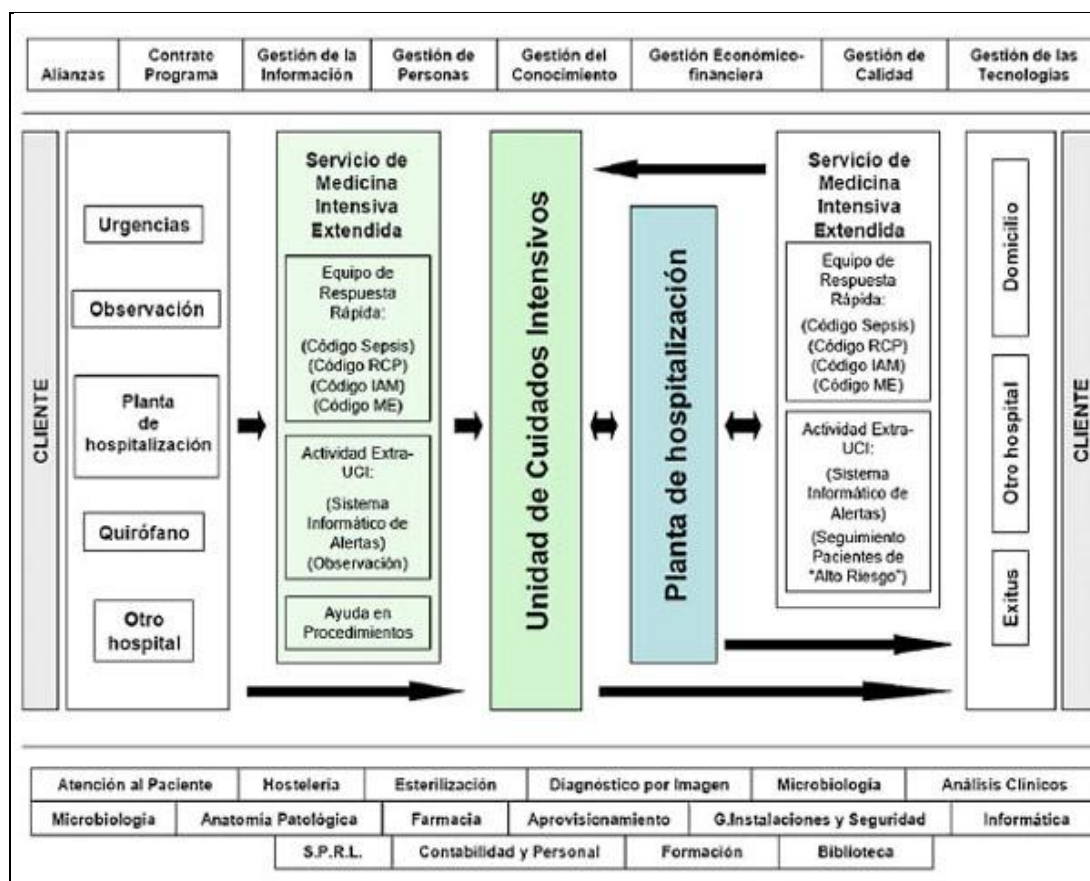 Alianzas
Contrato
Programa
Gestión de la
Información
Gestión de
Personas
Gestión del
Conocimiento
Gestión Económico-
financiera
Gestión de
Calidad
Gestión de las
Tecnologías
CLIENTE
Urgencias
Observación
Planta
de
hospitalización
Quirófano
Otro
hospital
Servicio de
Medicina
Intensiva
Extendida
Equipo de
Respuesta
Rápida:
(Código Sepsis)
(Código RCP)
(Código IAM)
(Código ME)
Actividad Extra-
UCI:
(Sistema
Informático de
Alertas)
(Observación)
Ayuda en
Procedimientos
Unidad de Cuidados Intensivos
Planta de hospitalización
Servicio de
Medicina
Intensiva
Extendida
Equipo de
Respuesta
Rápida:
(Código Sepsis)
(Código RCP)
(Código IAM)
(Código ME)
Actividad Extra-
UCI:
(Sistema
Informático de
Alertas)
(Seguimiento
Pacientes de
"Alto Riesgo")
Domicilio
Otro hospital
Exitus
CLIENTE
Atención al Paciente
Hostelería
Esterilización
Diagnóstico por Imagen
Microbiología
Análisis Clínicos
Microbiología
Anatomía Patológica
Farmacia
Aprovisionamiento
G.Instalaciones y Seguridad
Informática
S.P.R.L.
Contabilidad y Personal
Formación
Biblioteca